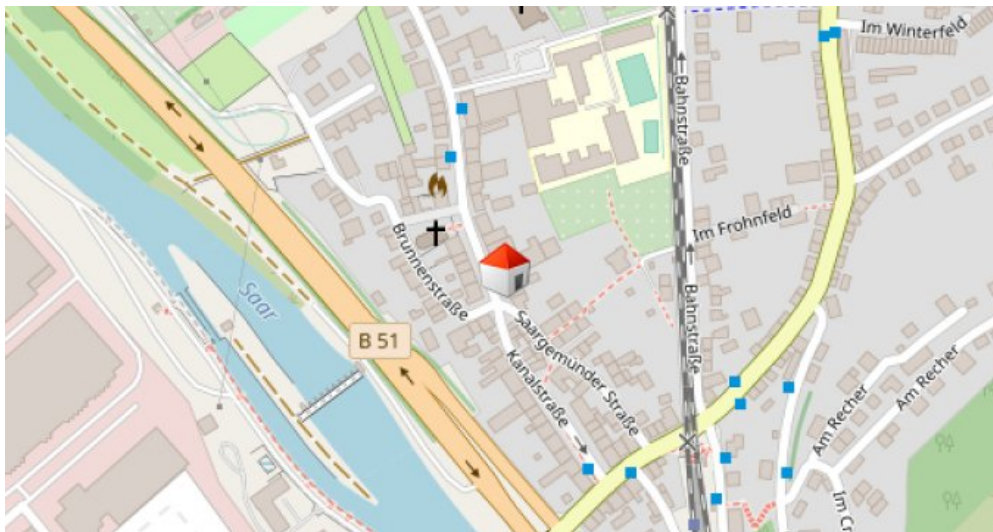 Im Winterfeld
Bahnstraße
Im Frohnfeld
Brunnenstraße
Saar
Bahnstraße
B 51
Saargemünder Straße
Kanalstraße
Am Recher
Am Recher